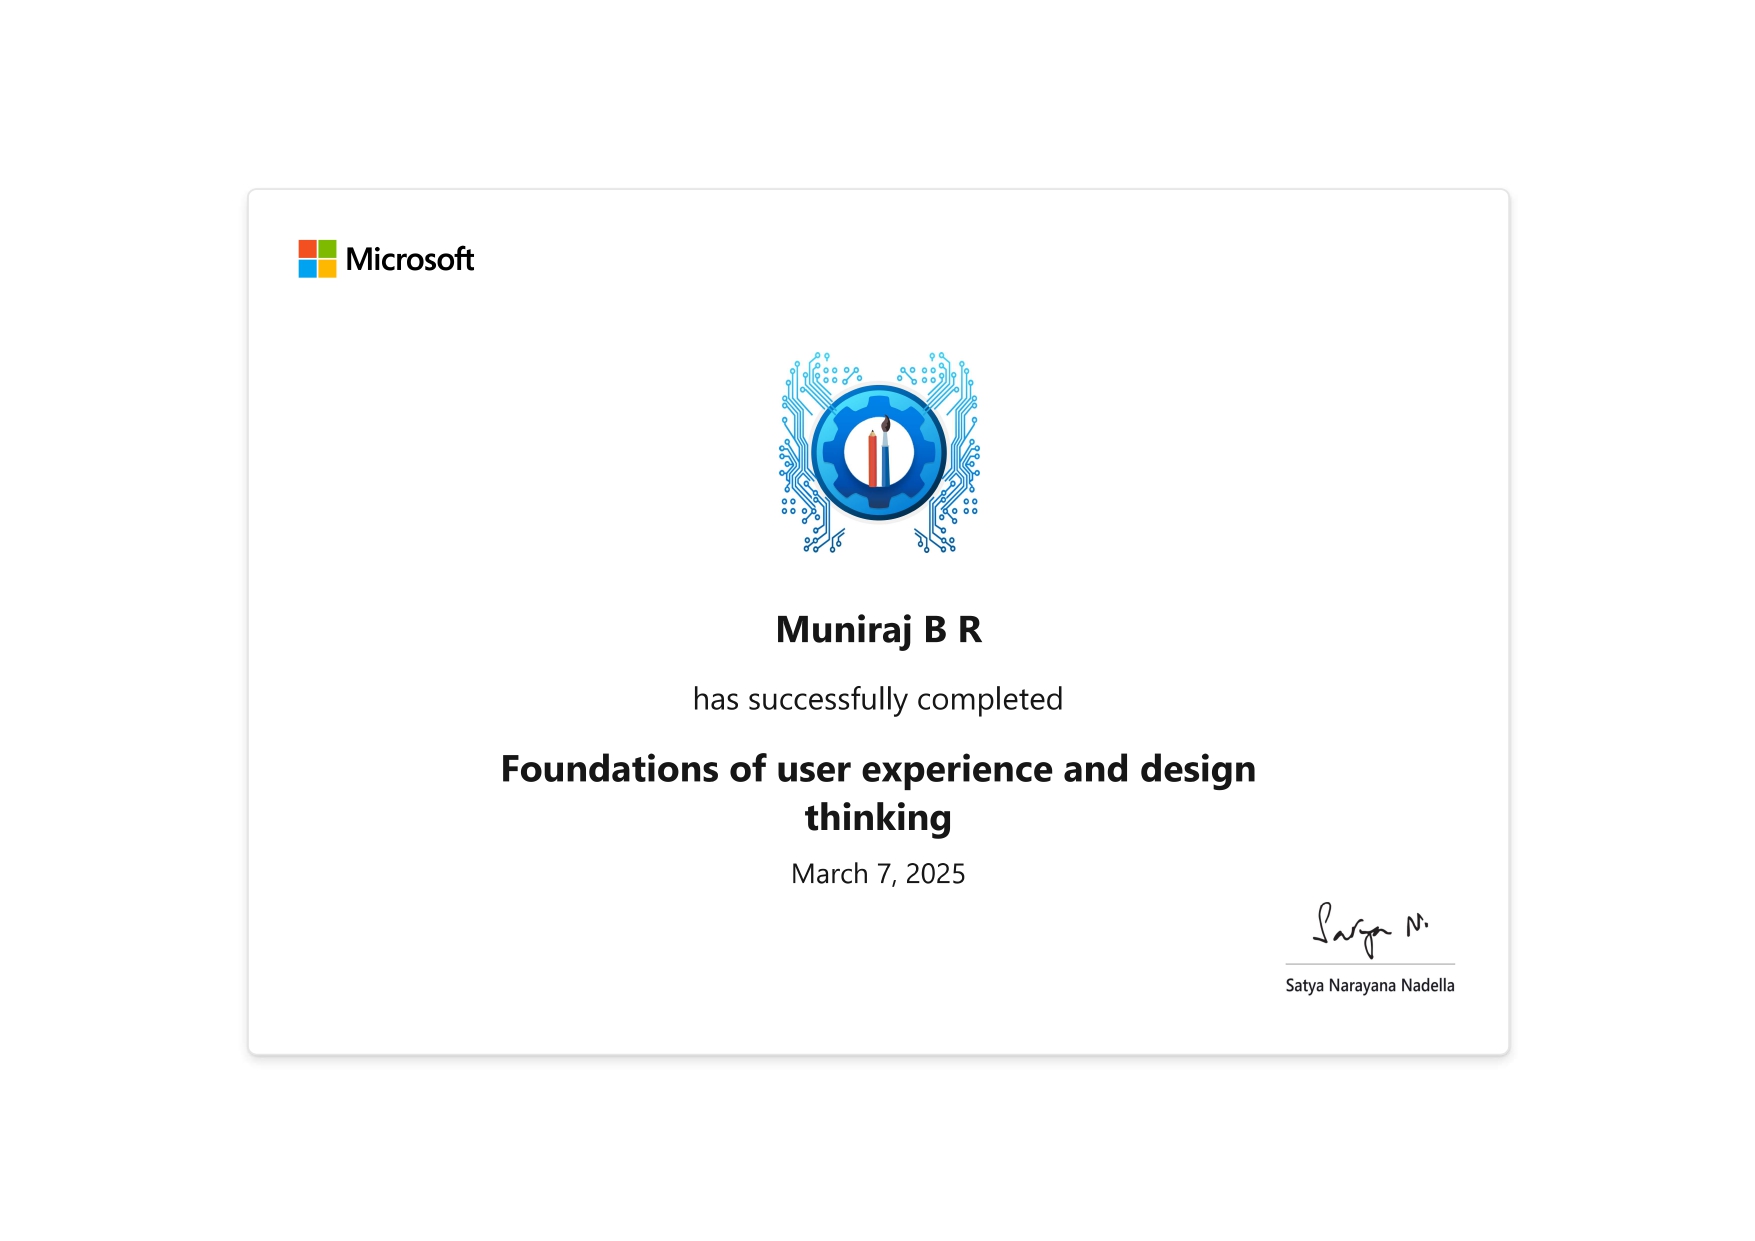 Microsoft
Muniraj B R
has successfully completed
Foundations of user experience and design
thinking
March 7, 2025
Satya N.
Satya Narayana Nadella